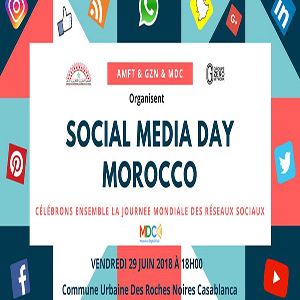 AMFT & GZN & MDC
Organisent
SOCIAL MEDIA DAY
MOROCCO
CÉLÉBRONS ENSEMBLE LA JOURNEE MONDIALE DES RÉSEAUX SOCIAUX
MDC
VENDREDI 29 JUIN 2018 À 18H00
Commune Urbaine Des Roches Noires Casablanca